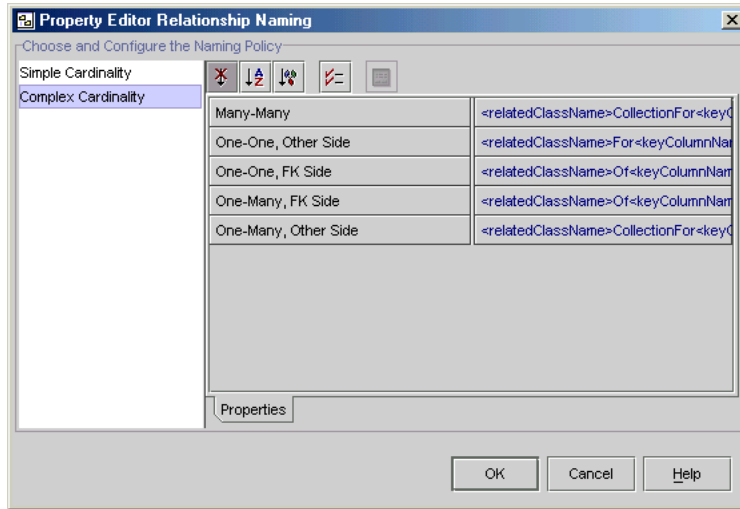 Property Editor Relationship Naming
Choose and Configure the Naming Policy
Simple Cardinality
Complex Cardinality
Many-Many <relatedClassName>CollectionFor<keyC
One-One, Other Side <relatedClassName>For<keyColumnNar
One-One, FK Side <relatedClassName>Of<keyColumnNam
One-Many, FK Side <relatedClassName>Of<keyColumnNam
One-Many, Other Side <relatedClassName>CollectionFor<keyC
Properties
OK Cancel Help